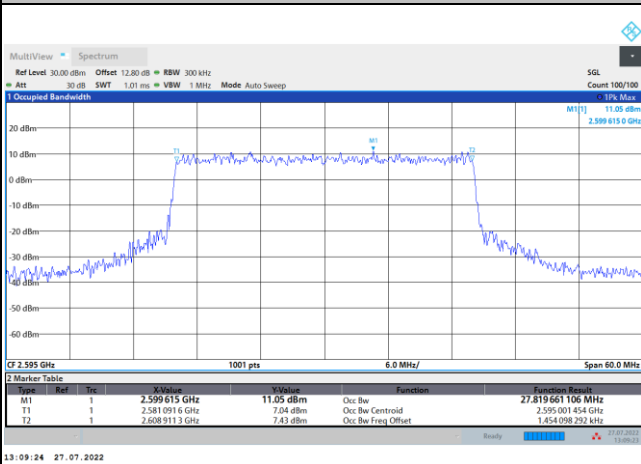 MultiView Spectrum
Ref Level 30.00 dBm Offset 12.80 dB RBW 300 kHz SGL
Att 30 dB SWT 1.01 ms VBW 1 MHz Mode Auto Sweep Count 100/100
1 Occupied Bandwidth 1Pk Max
M1[1] 11.05 dBm
2.599 615 0 GHz
20 dBm
M1
T1 T2
10 dBm
0 dBm
-10 dBm
-20 dBm
-30 dBm
-40 dBm
-50 dBm
-60 dBm
CF 2.595 GHz 1001 pts 6.0 MHz/ Span 60.0 MHz
2 Marker Table
Type Ref Trc X-Value Y-Value Function Function Result
M1 1 2.599 615 GHz 11.05 dBm Occ Bw 27.819 661 106 MHz
T1 1 2.581 091 6 GHz 7.04 dBm Occ Bw Centroid 2.595 001 454 GHz
T2 1 2.608 911 3 GHz 7.43 dBm Occ Bw Freq Offset 1.454 098 292 kHz
Ready 27.07.2022
13:09:23
13:09:24 27.07.2022